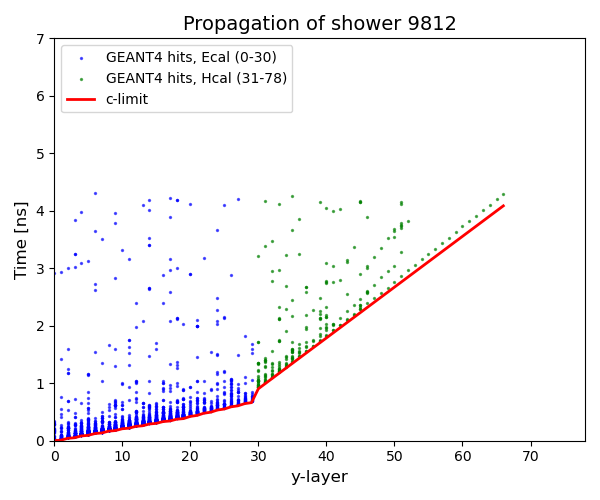 Propagation of shower 9812
GEANT4 hits, Ecal (0-30)
GEANT4 hits, Hcal (31-78)
c-limit
Time [ns]
7
6
5
4
3
2
1
0
0 10 20 30 40 50 60 70
y-layer